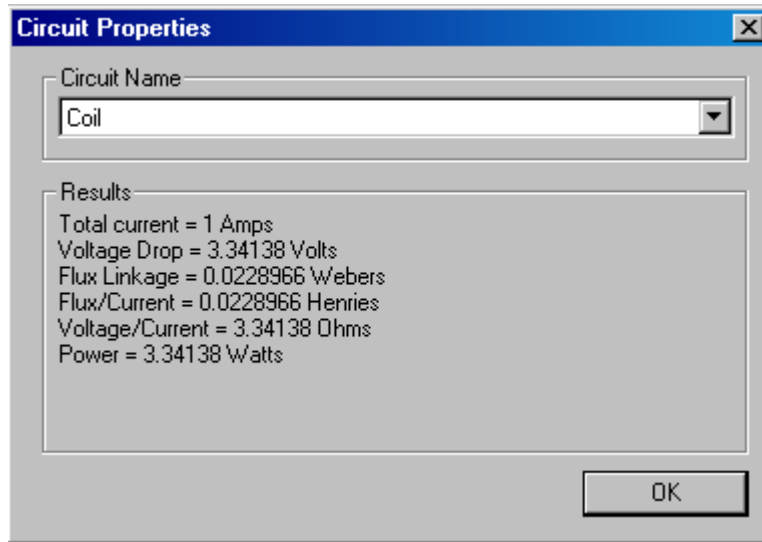 Circuit Properties
Circuit Name
Coil
Results
Total current = 1 Amps
Voltage Drop = 3.34138 Volts
Flux Linkage = 0.0228966 Webers
Flux/Current = 0.0228966 Henries
Voltage/Current = 3.34138 Ohms
Power = 3.34138 Watts
OK